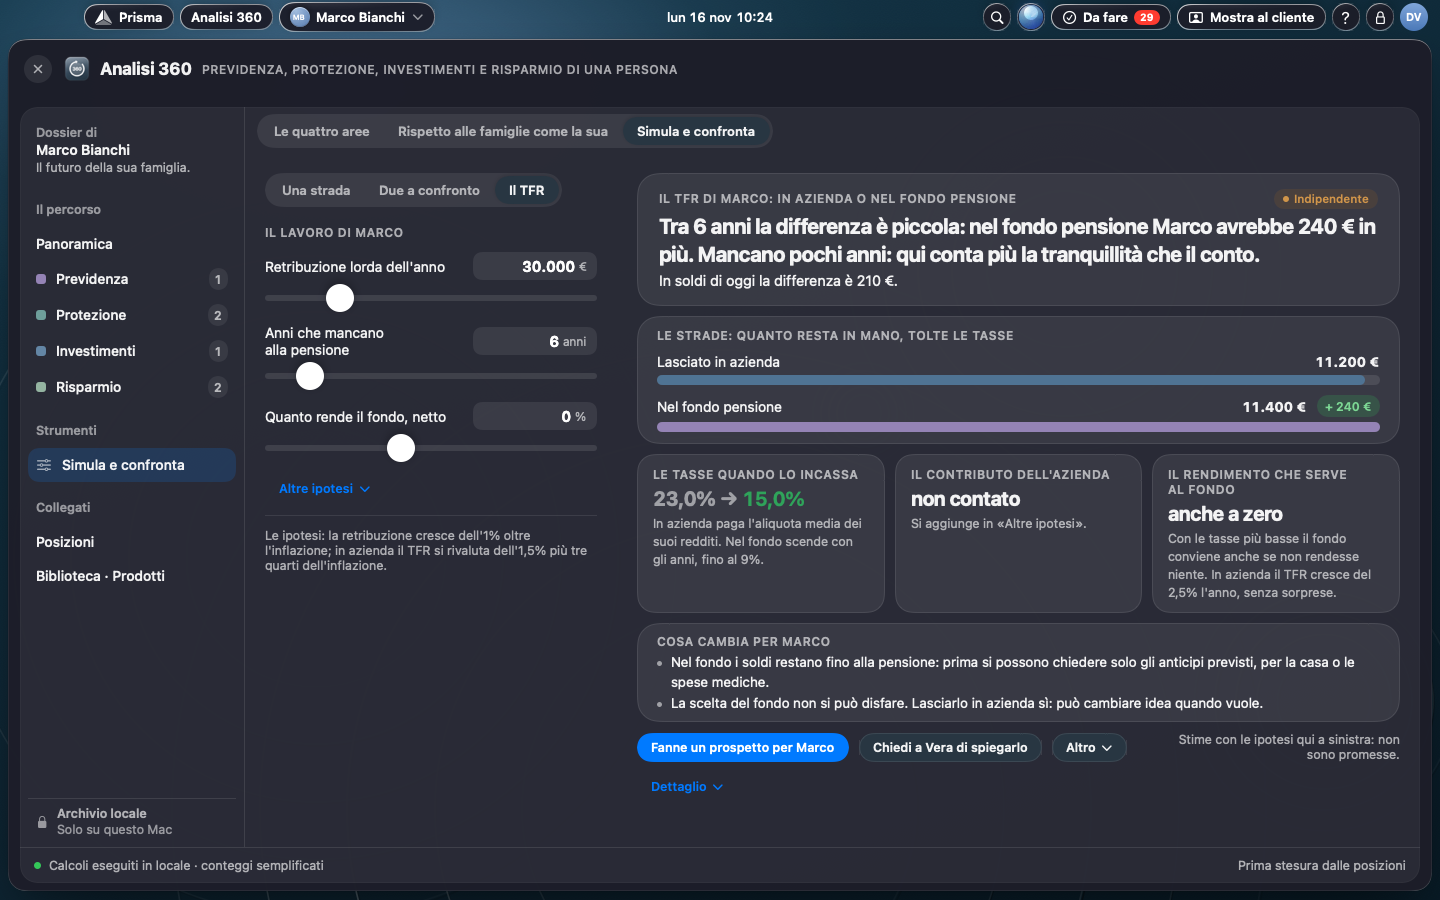 Prisma
Analisi 360
MB Marco Bianchi
lun 16 nov 10:24
Da fare 29
Mostra al cliente
?
DV
360
Analisi 360 PREVIDENZA, PROTEZIONE, INVESTIMENTI E RISPARMIO DI UNA PERSONA
Dossier di
Marco Bianchi
Il futuro della sua famiglia.
Il percorso
Panoramica
Previdenza 1
Protezione 2
Investimenti 1
Risparmio 2
Strumenti
Simula e confronta
Collegati
Posizioni
Biblioteca · Prodotti
Archivio locale
Solo su questo Mac
Le quattro aree
Rispetto alle famiglie come la sua
Simula e confronta
Una strada
Due a confronto
Il TFR
IL LAVORO DI MARCO
Retribuzione lorda dell'anno 30.000 €
Anni che mancano
alla pensione
6 anni
Quanto rende il fondo, netto 0 %
Altre ipotesi
Le ipotesi: la retribuzione cresce dell'1% oltre
l'inflazione; in azienda il TFR si rivaluta dell'1,5% più tre
quarti dell'inflazione.
IL TFR DI MARCO: IN AZIENDA O NEL FONDO PENSIONE
Indipendente
Tra 6 anni la differenza è piccola: nel fondo pensione Marco avrebbe 240 € in
più. Mancano pochi anni: qui conta più la tranquillità che il conto.
In soldi di oggi la differenza è 210 €.
LE STRADE: QUANTO RESTA IN MANO, TOLTE LE TASSE
Lasciato in azienda 11.200 €
Nel fondo pensione 11.400 € + 240 €
LE TASSE QUANDO LO INCASSA
23,0% → 15,0%
In azienda paga l'aliquota media dei
suoi redditi. Nel fondo scende con
gli anni, fino al 9%.
IL CONTRIBUTO DELL'AZIENDA
non contato
Si aggiunge in «Altre ipotesi».
IL RENDIMENTO CHE SERVE
AL FONDO
anche a zero
Con le tasse più basse il fondo
conviene anche se non rendesse
niente. In azienda il TFR cresce del
2,5% l'anno, senza sorprese.
COSA CAMBIA PER MARCO
• Nel fondo i soldi restano fino alla pensione: prima si possono chiedere solo gli anticipi previsti, per la casa o le
spese mediche.
• La scelta del fondo non si può disfare. Lasciarlo in azienda sì: può cambiare idea quando vuole.
Fanne un prospetto per Marco
Chiedi a Vera di spiegarlo
Altro
Stime con le ipotesi qui a sinistra: non
sono promesse.
Dettaglio
Calcoli eseguiti in locale · conteggi semplificati
Prima stesura dalle posizioni